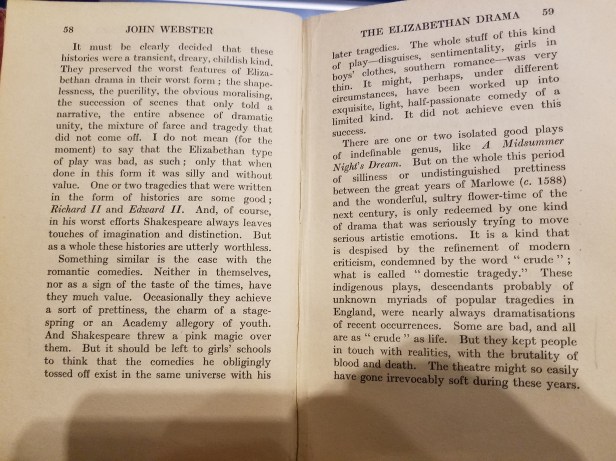 58 JOHN WEBSTER
It must be clearly decided that these
histories were a transient, dreary, childish kind.
They preserved the worst features of Eliza-
bethan drama in their worst form; the shape-
lessness, the puerility, the obvious moralising,
the succession of scenes that only told a
narrative, the entire absence of dramatic
unity, the mixture of farce and tragedy that
did not come off. I do not mean (for the
moment) to say that the Elizabethan type
of play was bad, as such; only that when
done in this form it was silly and without
value. One or two tragedies that were written
in the form of histories are some good;
Richard II and Edward II. And, of course,
in his worst efforts Shakespeare always leaves
touches of imagination and distinction. But
as a whole these histories are utterly worthless.
Something similar is the case with the
romantic comedies. Neither in themselves,
nor as a sign of the taste of the times, have
they much value. Occasionally they achieve
a sort of prettiness, the charm of a stage-
spring or an Academy allegory of youth.
And Shakespeare threw a pink magic over
them. But it should be left to girls' schools
to think that the comedies he obligingly
tossed off exist in the same universe with his
THE ELIZABETHAN DRAMA 59
later tragedies. The whole stuff of this kind
of play—disguises, sentimentality, girls in
boys' clothes, southern romance—was very
thin. It might, perhaps, under different
circumstances, have been worked up into
exquisite, light, half-passionate comedy of a
limited kind. It did not achieve even this
success.
There are one or two isolated good plays
of indefinable genus, like A Midsummer
Night's Dream. But on the whole this period
of silliness or undistinguished prettiness
between the great years of Marlowe (c. 1588)
and the wonderful, sultry flower-time of the
next century, is only redeemed by one kind
of drama that was seriously trying to move
serious artistic emotions. It is a kind that
is despised by the refinement of modern
criticism, condemned by the word "crude";
what is called "domestic tragedy." These
indigenous plays, descendants probably of
unknown myriads of popular tragedies in
England, were nearly always dramatisations
of recent occurrences. Some are bad, and all
are as "crude" as life. But they kept people
in touch with realities, with the brutality of
blood and death. The theatre might so easily
have gone irrevocably soft during these years.